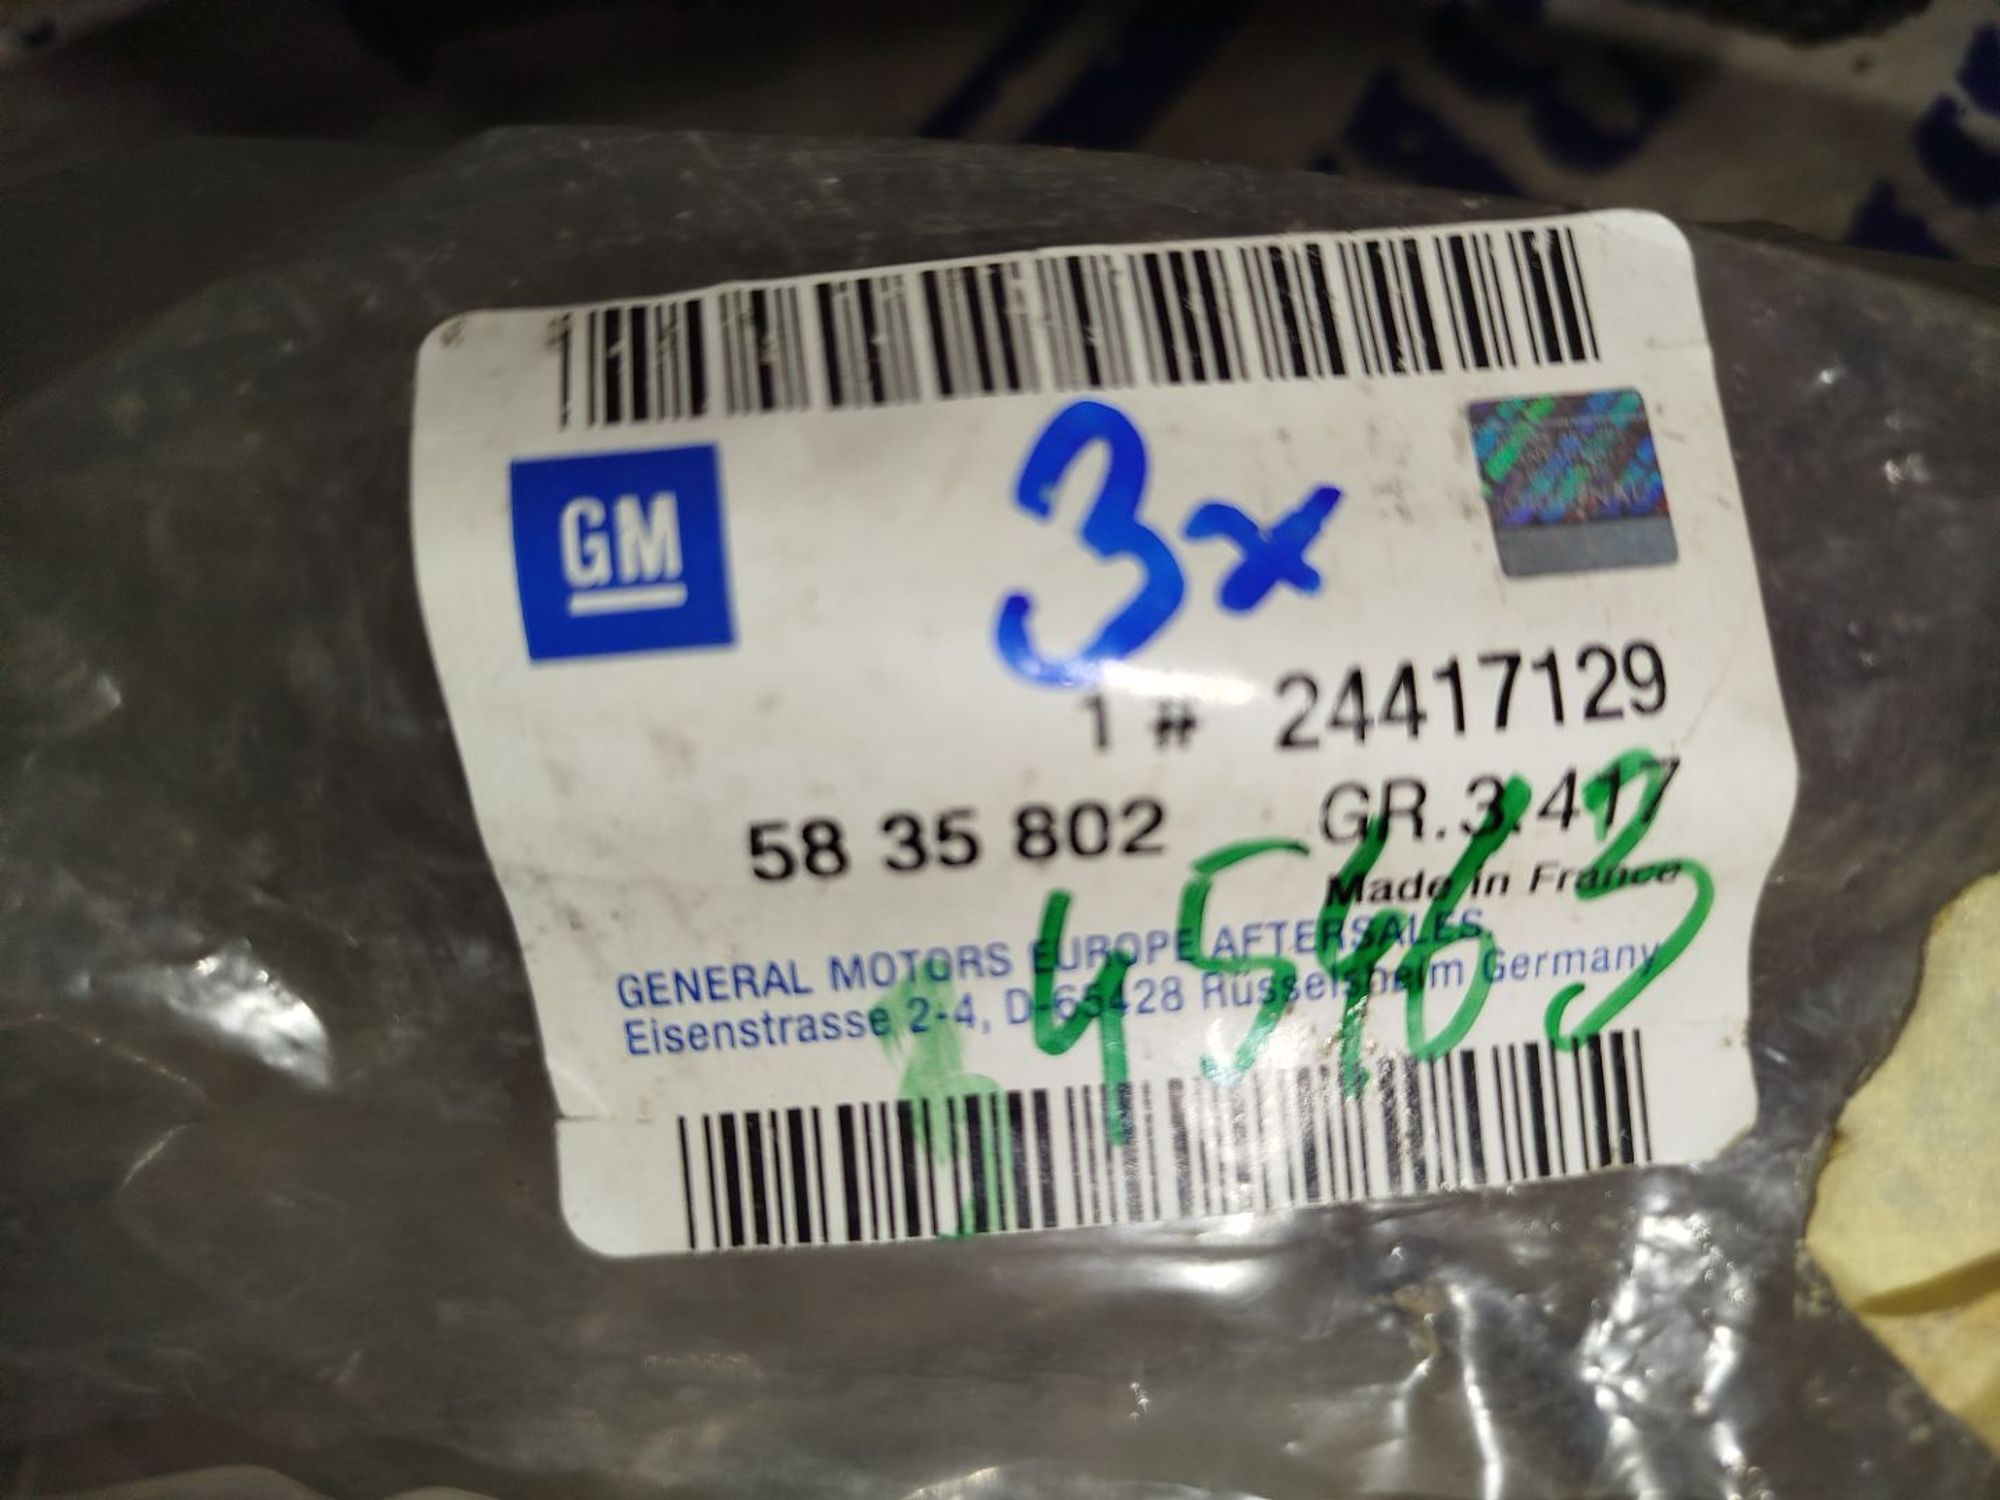 GM
3x
1 # 24417129
58 35 802 GR.3.417
Made in France
GENERAL MOTORS EUROPE AFTERSALES,
Eisenstrasse 2-4, D-65428 Rüsselsheim Germany